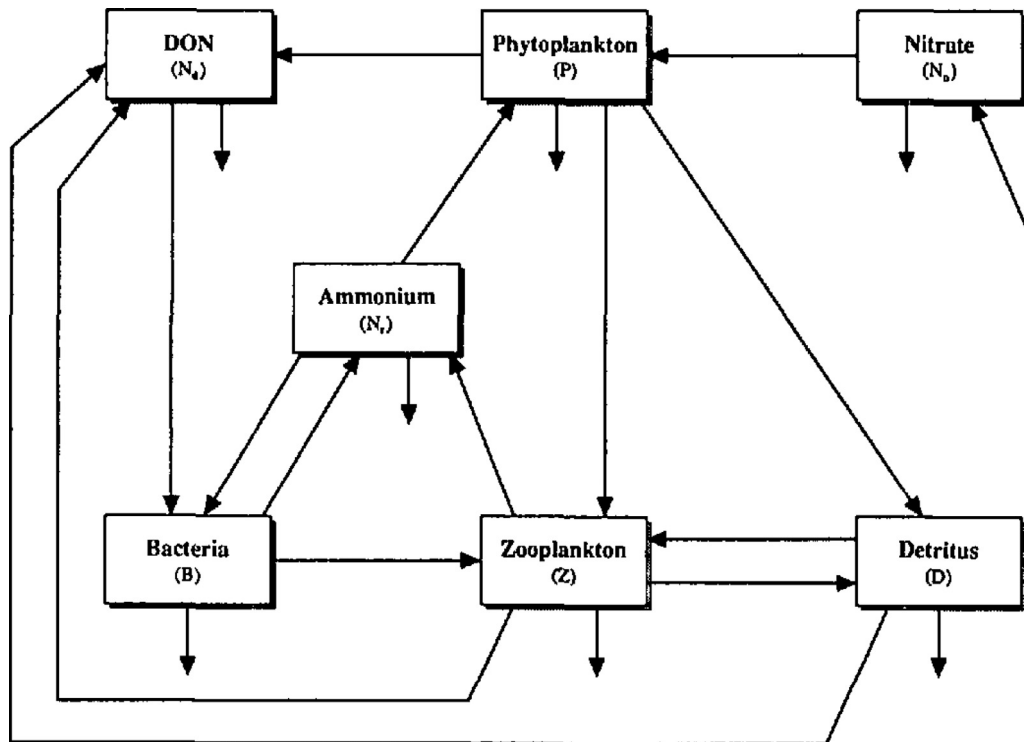 DON
(N_d)
Phytoplankton
(P)
Nitrate
(N_n)
Ammonium
(N_r)
Bacteria
(B)
Zooplankton
(Z)
Detritus
(D)